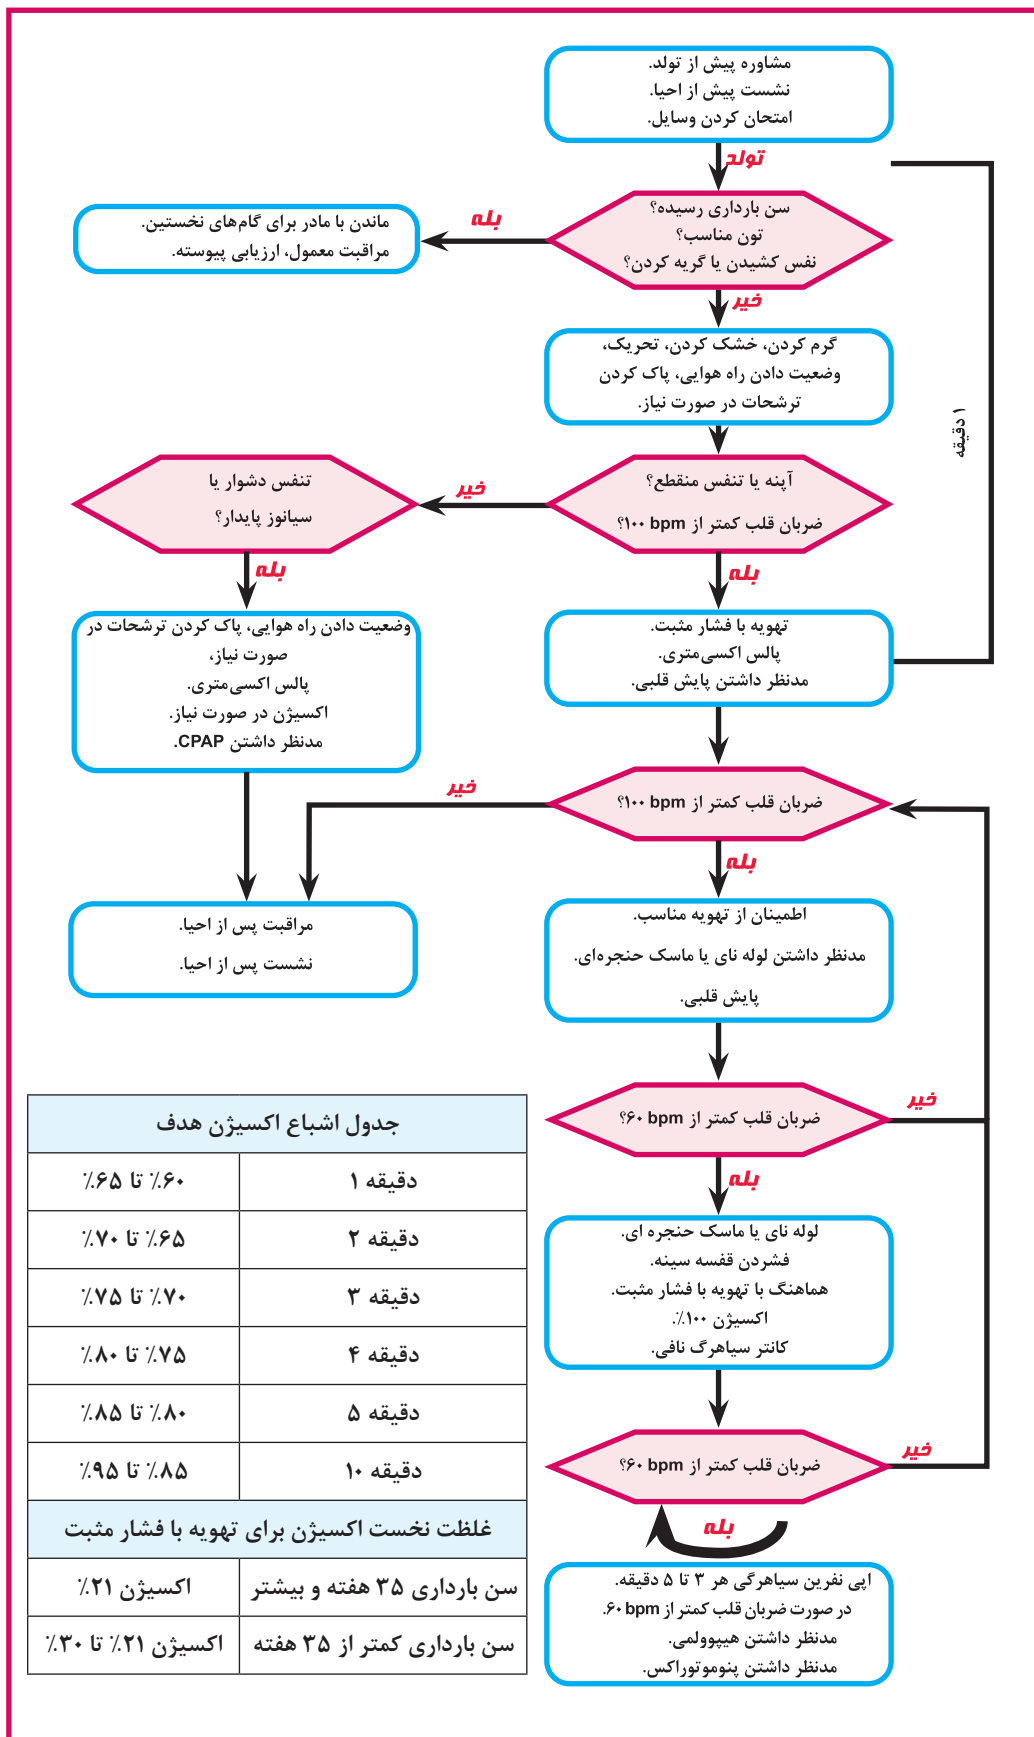 مشاوره پیش از تولد.
نشست پیش از احیا.
امتحان کردن وسایل.
تولد
سن بارداری رسیده؟
تون مناسب؟
نفس کشیدن یا گریه کردن؟
بله
ماندن با مادر برای گام‌های نخستین.
مراقبت معمول، ارزیابی پیوسته.
خیر
گرم کردن، خشک کردن، تحریک،
وضعیت دادن راه هوایی، پاک کردن
ترشحات در صورت نیاز.
۱ دقیقه
آپنه یا تنفس منقطع؟
ضربان قلب کمتر از ۱۰۰ bpm؟
خیر
تنفس دشوار یا
سیانوز پایدار؟
بله
بله
تهویه با فشار مثبت.
پالس اکسی‌متری.
مدنظر داشتن پایش قلبی.
وضعیت دادن راه هوایی، پاک کردن ترشحات در
صورت نیاز،
پالس اکسی‌متری.
اکسیژن در صورت نیاز.
مدنظر داشتن CPAP.
ضربان قلب کمتر از ۱۰۰ bpm؟
خیر
بله
مراقبت پس از احیا.
نشست پس از احیا.
اطمینان از تهویه مناسب.
مدنظر داشتن لوله نای یا ماسک حنجره‌ای.
پایش قلبی.
ضربان قلب کمتر از ۶۰ bpm؟
خیر
بله
لوله نای یا ماسک حنجره ای.
فشردن قفسه سینه.
هماهنگ با تهویه با فشار مثبت.
اکسیژن ۱۰۰٪.
کانتر سیاهرگ نافی.
ضربان قلب کمتر از ۶۰ bpm؟
خیر
بله
اپی نفرین سیاهرگی هر ۳ تا ۵ دقیقه.
در صورت ضربان قلب کمتر از ۶۰ bpm.
مدنظر داشتن هیپوولمی.
مدنظر داشتن پنوموتوراکس.
جدول اشباع اکسیژن هدف
دقیقه ۱ ۶۰٪ تا ۶۵٪
دقیقه ۲ ۶۵٪ تا ۷۰٪
دقیقه ۳ ۷۰٪ تا ۷۵٪
دقیقه ۴ ۷۵٪ تا ۸۰٪
دقیقه ۵ ۸۰٪ تا ۸۵٪
دقیقه ۱۰ ۸۵٪ تا ۹۵٪
غلظت نخست اکسیژن برای تهویه با فشار مثبت
سن بارداری ۳۵ هفته و بیشتر اکسیژن ۲۱٪
سن بارداری کمتر از ۳۵ هفته اکسیژن ۲۱٪ تا ۳۰٪